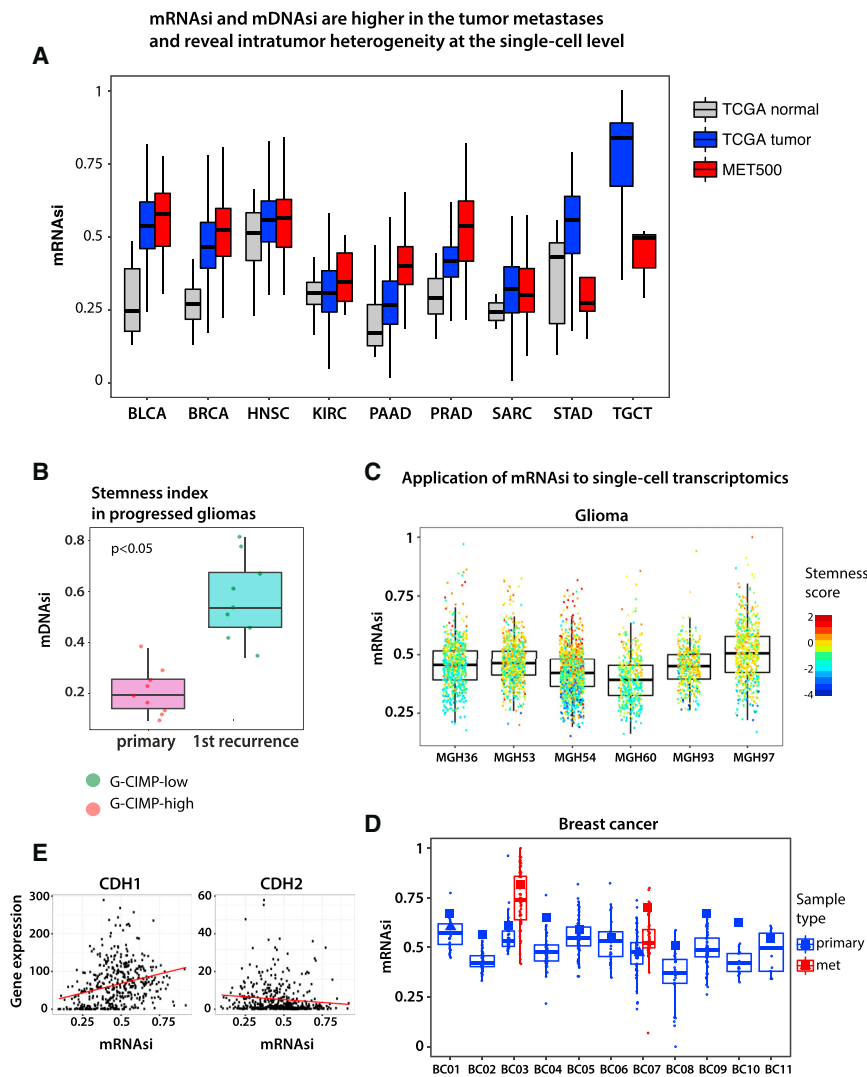 mRNAsi and mDNAsi are higher in the tumor metastases
and reveal intratumor heterogeneity at the single-cell level
A
1
0.75
0.5
0.25
0
mRNAsi
BLCA BRCA HNSC KIRC PAAD PRAD SARC STAD TGCT
TCGA normal
TCGA tumor
MET500
B
Stemness index
in progressed gliomas
p<0.05
0.8
0.6
0.4
0.2
mDNAsi
primary 1st recurrence
G-CIMP-low
G-CIMP-high
C
Application of mRNAsi to single-cell transcriptomics
Glioma
1
0.75
0.5
0.25
mRNAsi
MGH36 MGH53 MGH54 MGH60 MGH93 MGH97
Stemness
score
2
0
-2
-4
D
Breast cancer
1
0.75
0.5
0.25
0
mRNAsi
BC01 BC02 BC03 BC04 BC05 BC06 BC07 BC08 BC09 BC10 BC11
Sample
type
primary
met
E
CDH1
300
200
100
0
Gene expression
0.25 0.5 0.75
mRNAsi
CDH2
60
40
20
0
0.25 0.5 0.75
mRNAsi